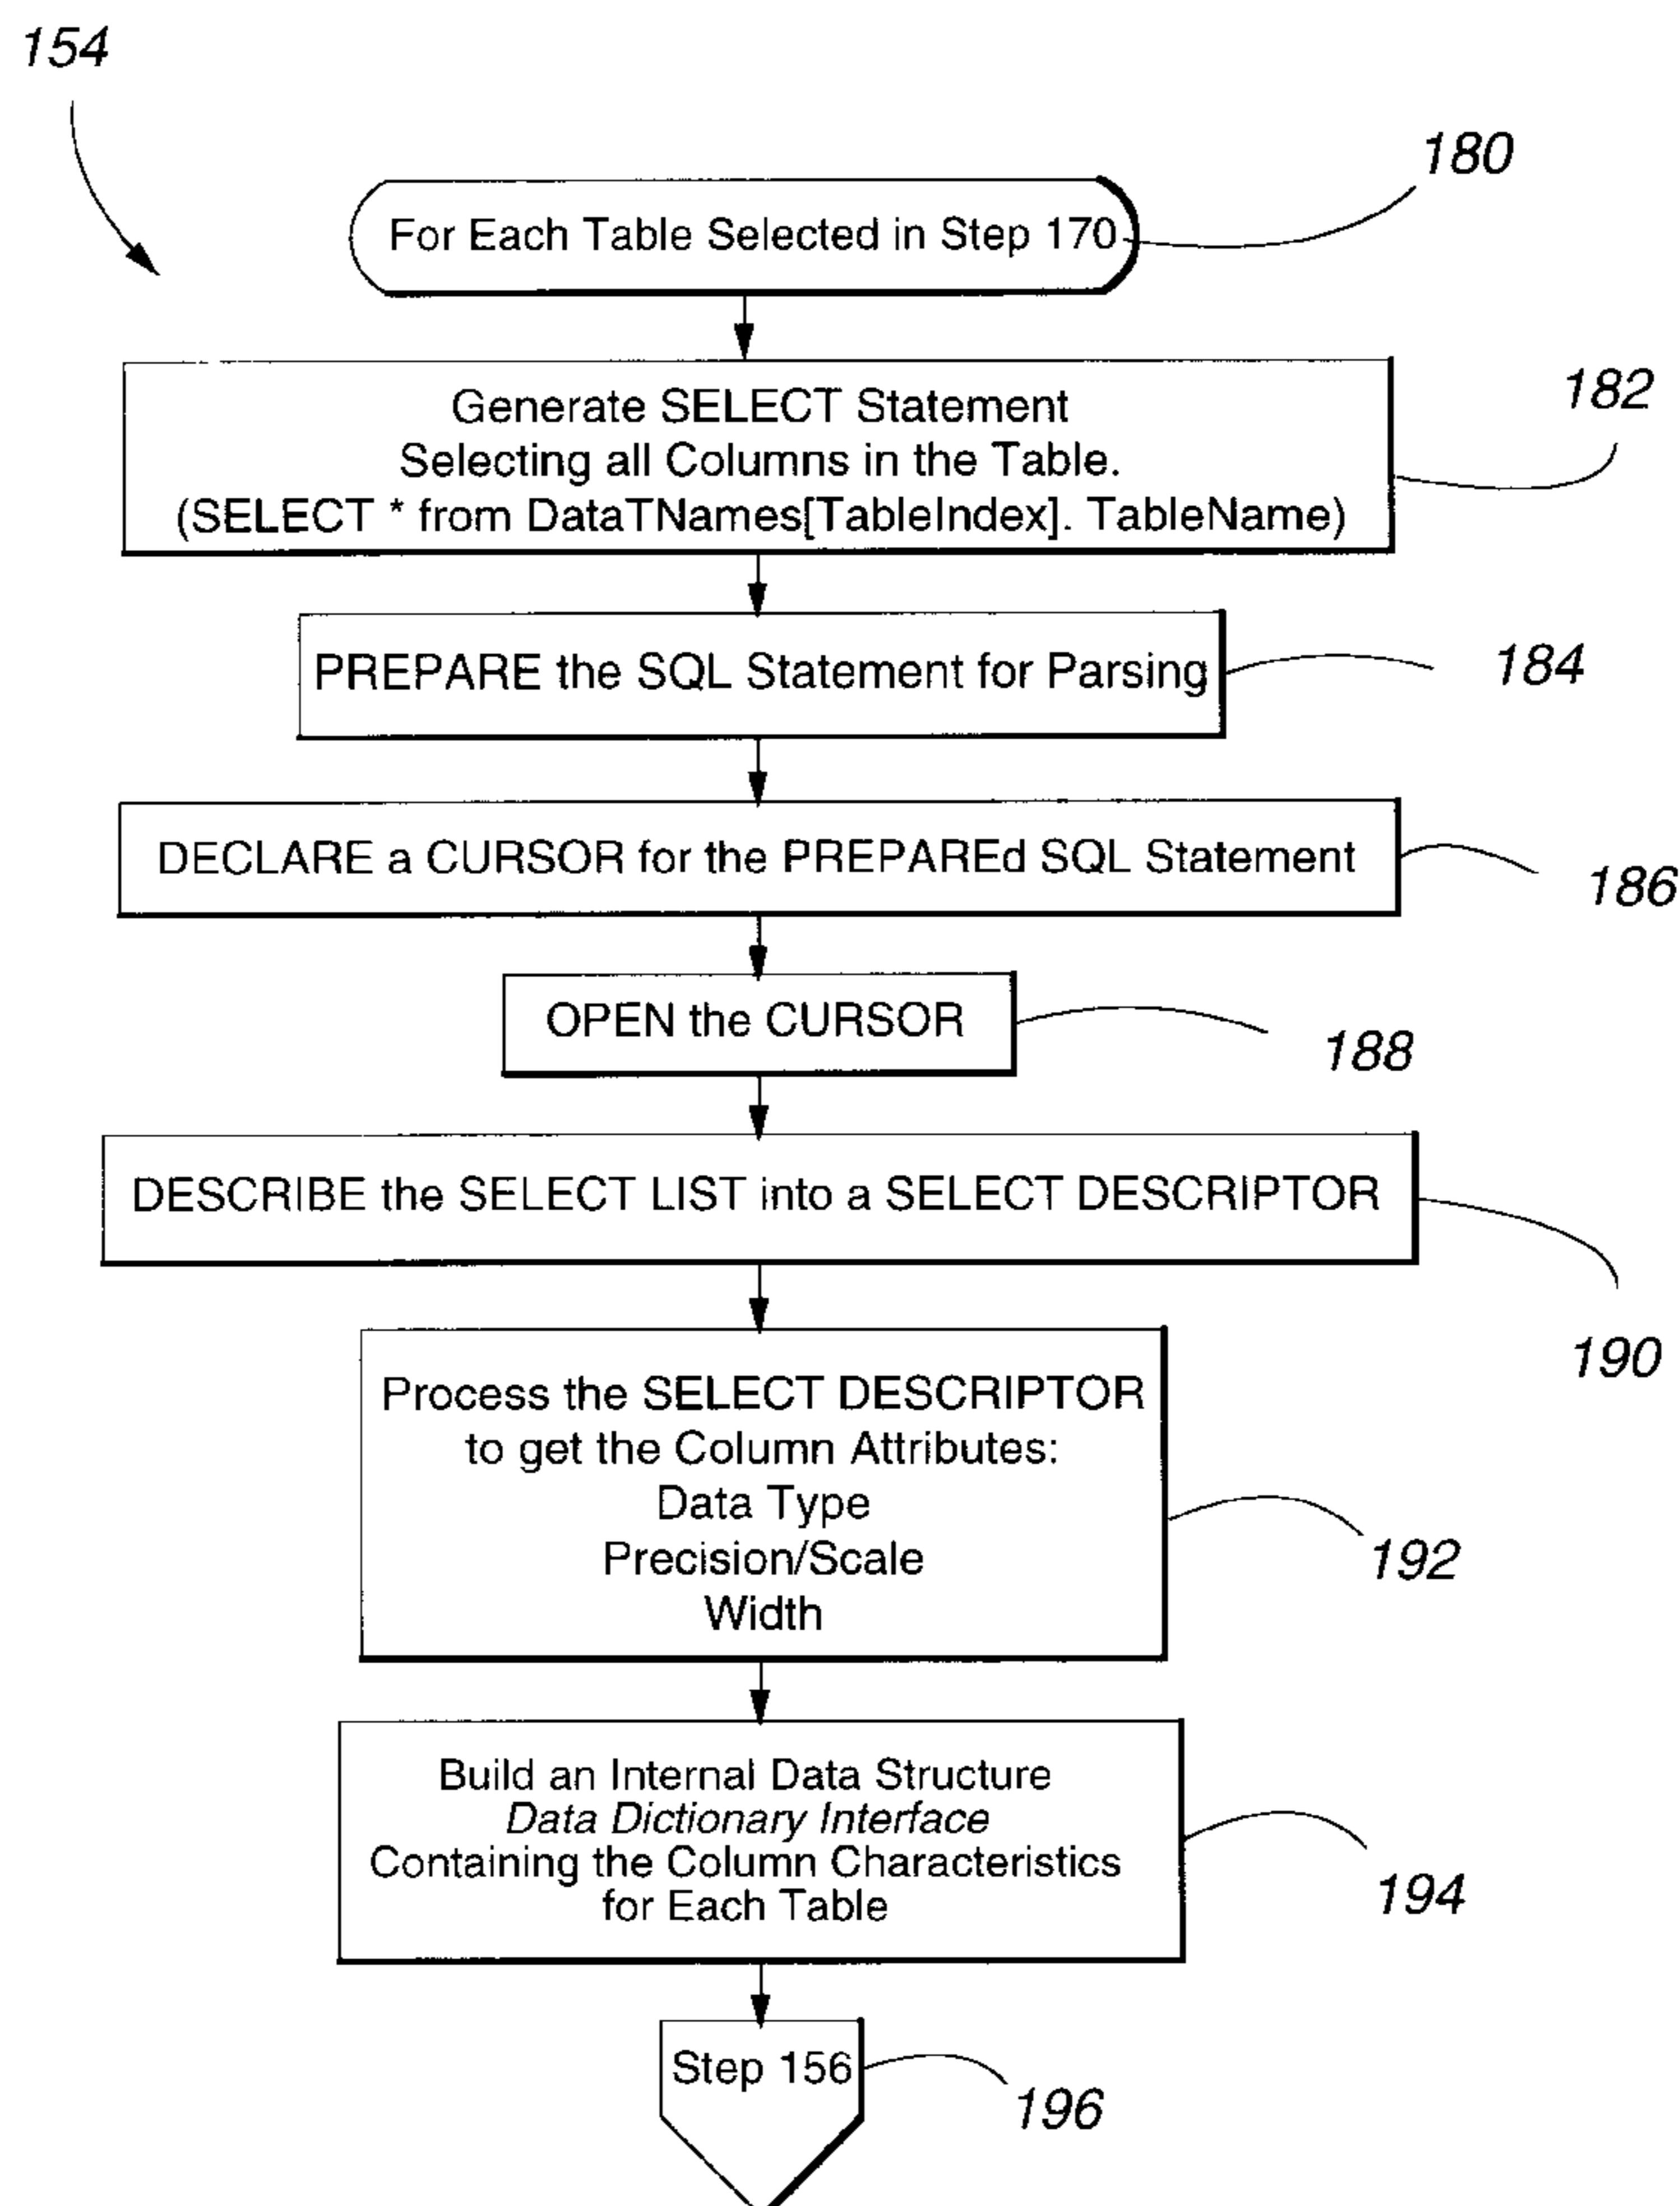 154
180
For Each Table Selected in Step 170
182
Generate SELECT Statement
Selecting all Columns in the Table.
(SELECT * from DataTNames[TableIndex]. TableName)
PREPARE the SQL Statement for Parsing
184
DECLARE a CURSOR for the PREPAREd SQL Statement
186
OPEN the CURSOR
188
DESCRIBE the SELECT LIST into a SELECT DESCRIPTOR
190
Process the SELECT DESCRIPTOR
to get the Column Attributes:
Data Type
Precision/Scale
Width
192
Build an Internal Data Structure
Data Dictionary Interface
Containing the Column Characteristics
for Each Table
194
Step 156
196